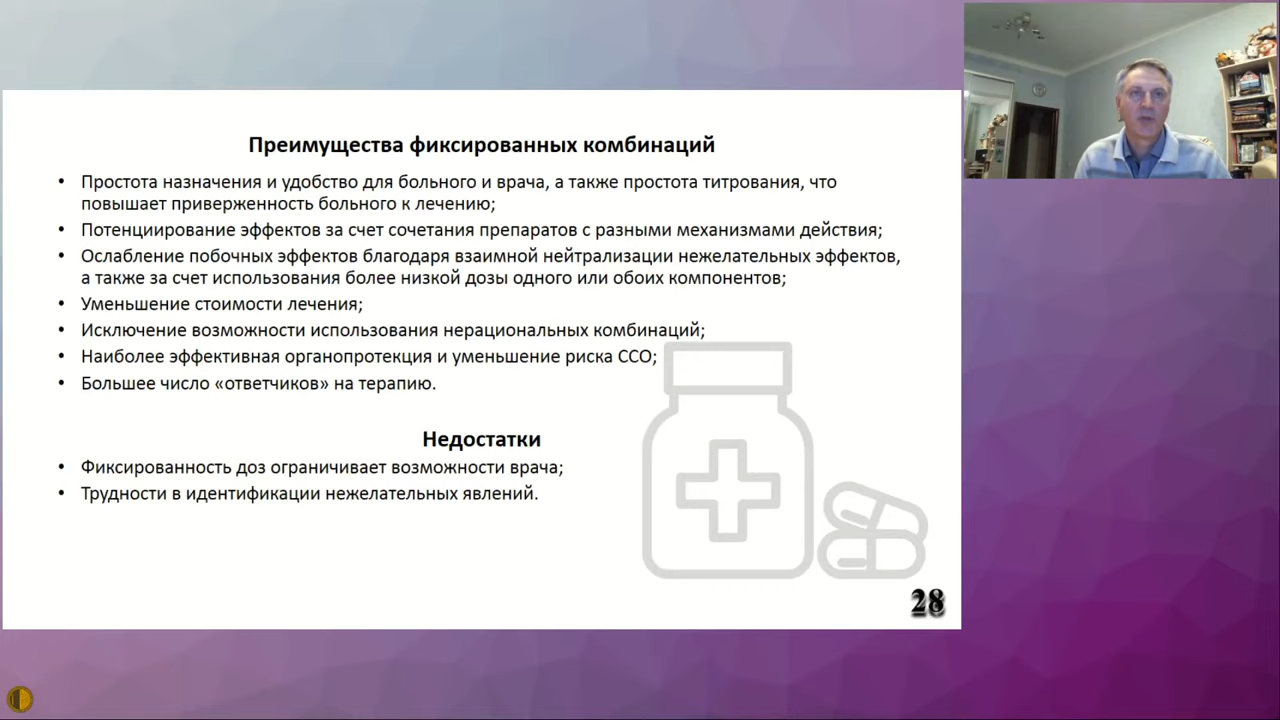 Преимущества фиксированных комбинаций
• Простота назначения и удобство для больного и врача, а также простота титрования, что
повышает приверженность больного к лечению;
• Потенциирование эффектов за счет сочетания препаратов с разными механизмами действия;
• Ослабление побочных эффектов благодаря взаимной нейтрализации нежелательных эффектов,
а также за счет использования более низкой дозы одного или обоих компонентов;
• Уменьшение стоимости лечения;
• Исключение возможности использования нерациональных комбинаций;
• Наиболее эффективная органопротекция и уменьшение риска ССО;
• Большее число «ответчиков» на терапию.
Недостатки
• Фиксированность доз ограничивает возможности врача;
• Трудности в идентификации нежелательных явлений.
28